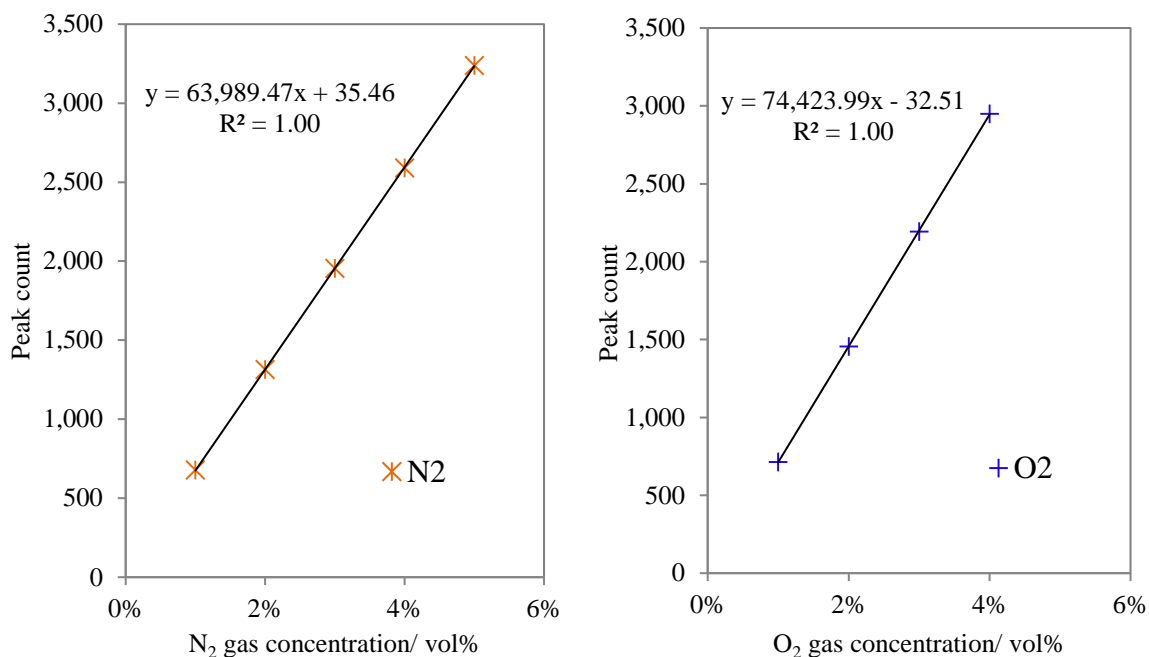 3,500
3,000
2,500
2,000
1,500
1,000
500
0
Peak count
y = 63,989.47x + 35.46
R² = 1.00
N2
0%
2%
4%
6%
N₂ gas concentration/ vol%
3,500
3,000
2,500
2,000
1,500
1,000
500
0
Peak count
y = 74,423.99x - 32.51
R² = 1.00
O2
0%
2%
4%
6%
O₂ gas concentration/ vol%